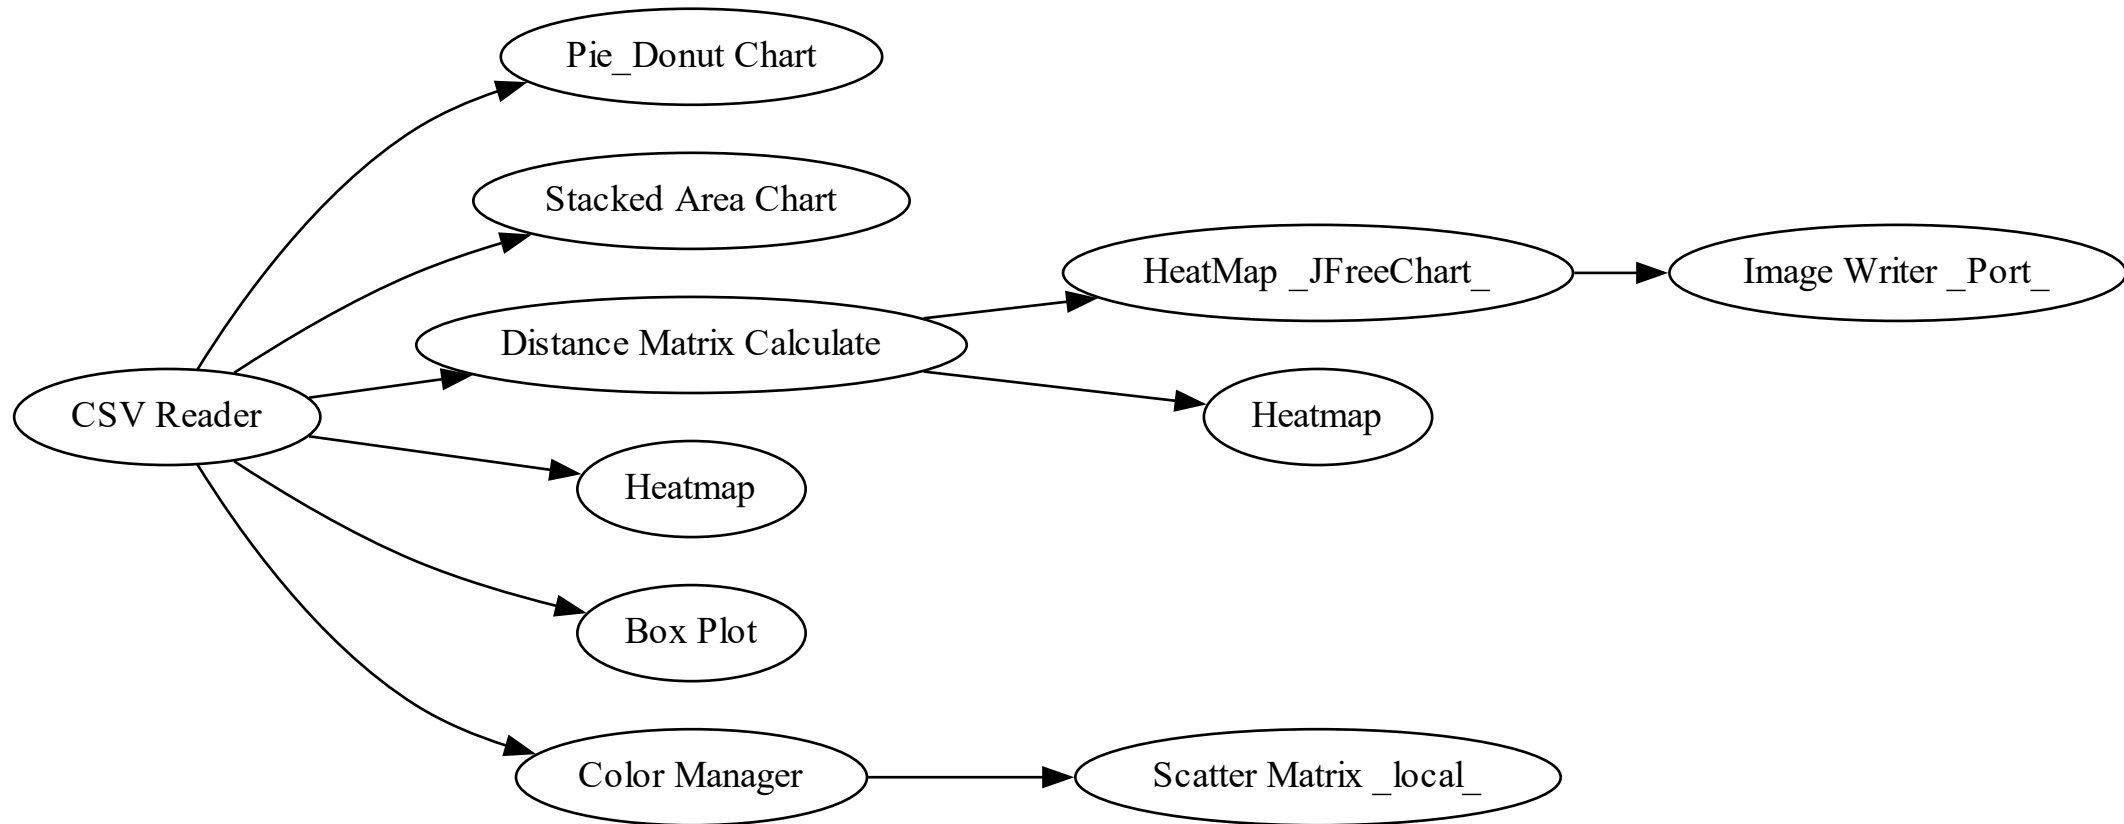 Pie_Donut Chart
Stacked Area Chart
HeatMap _JFreeChart_
Image Writer _Port_
Distance Matrix Calculate
CSV Reader
Heatmap
Heatmap
Box Plot
Color Manager
Scatter Matrix _local_